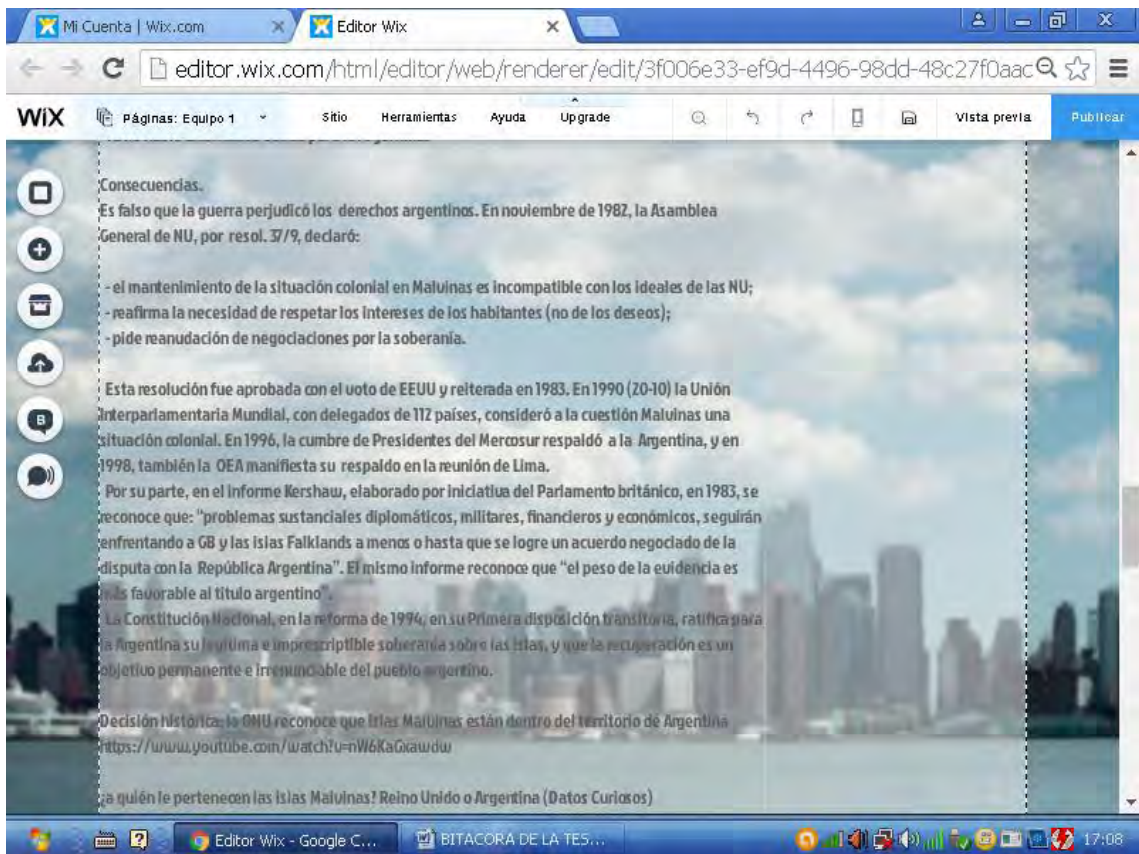 Mi Cuenta | Wix.com
Editor Wix
editor.wix.com/html/editor/web/renderer/edit/3f006e33-ef9d-4496-98dd-48c27f0aac
WiX Páginas: Equipo 1 Sitio Herramientas Ayuda Upgrade Vista previa Publicar
Consecuencias.
Es falso que la guerra perjudicó los derechos argentinos. En noviembre de 1982, la Asamblea
General de NU, por resol. 37/9, declaró:
- el mantenimiento de la situación colonial en Malvinas es incompatible con los ideales de las NU;
- reafirma la necesidad de respetar los intereses de los habitantes (no de los deseos);
- pide reanudación de negociaciones por la soberanía.
Esta resolución fue aprobada con el voto de EEUU y reiterada en 1983. En 1990 (20-10) la Unión
Interparlamentaria Mundial, con delegados de 112 países, consideró a la cuestión Malvinas una
situación colonial. En 1996, la cumbre de Presidentes del Mercosur respaldó a la Argentina, y en
1998, también la OEA manifiesta su respaldo en la reunión de Lima.
Por su parte, en el informe Kershaw, elaborado por iniciativa del Parlamento británico, en 1983, se
reconoce que: "problemas sustanciales diplomáticos, militares, financieros y económicos, seguirán
enfrentando a GB y las islas Falklands a menos o hasta que se logre un acuerdo negociado de la
disputa con la República Argentina". El mismo informe reconoce que "el peso de la evidencia es
más favorable al titulo argentino".
La Constitución Nacional, en la reforma de 1994, en su Primera disposición transitoria, ratifica para
la Argentina su legitima e imprescriptible soberanía sobre las islas, y que la recuperación es un
objetivo permanente e irrenunciable del pueblo argentino.
Decisión histórica: la ONU reconoce que Islas Malvinas están dentro del territorio de Argentina
https://www.youtube.com/watch?v=nW6KaGxawdw
¿a quién le pertenecen las Islas Malvinas? Reino Unido o Argentina (Datos Curiosos)
Editor Wix - Google C... BITACORA DE LA TES... 17:08